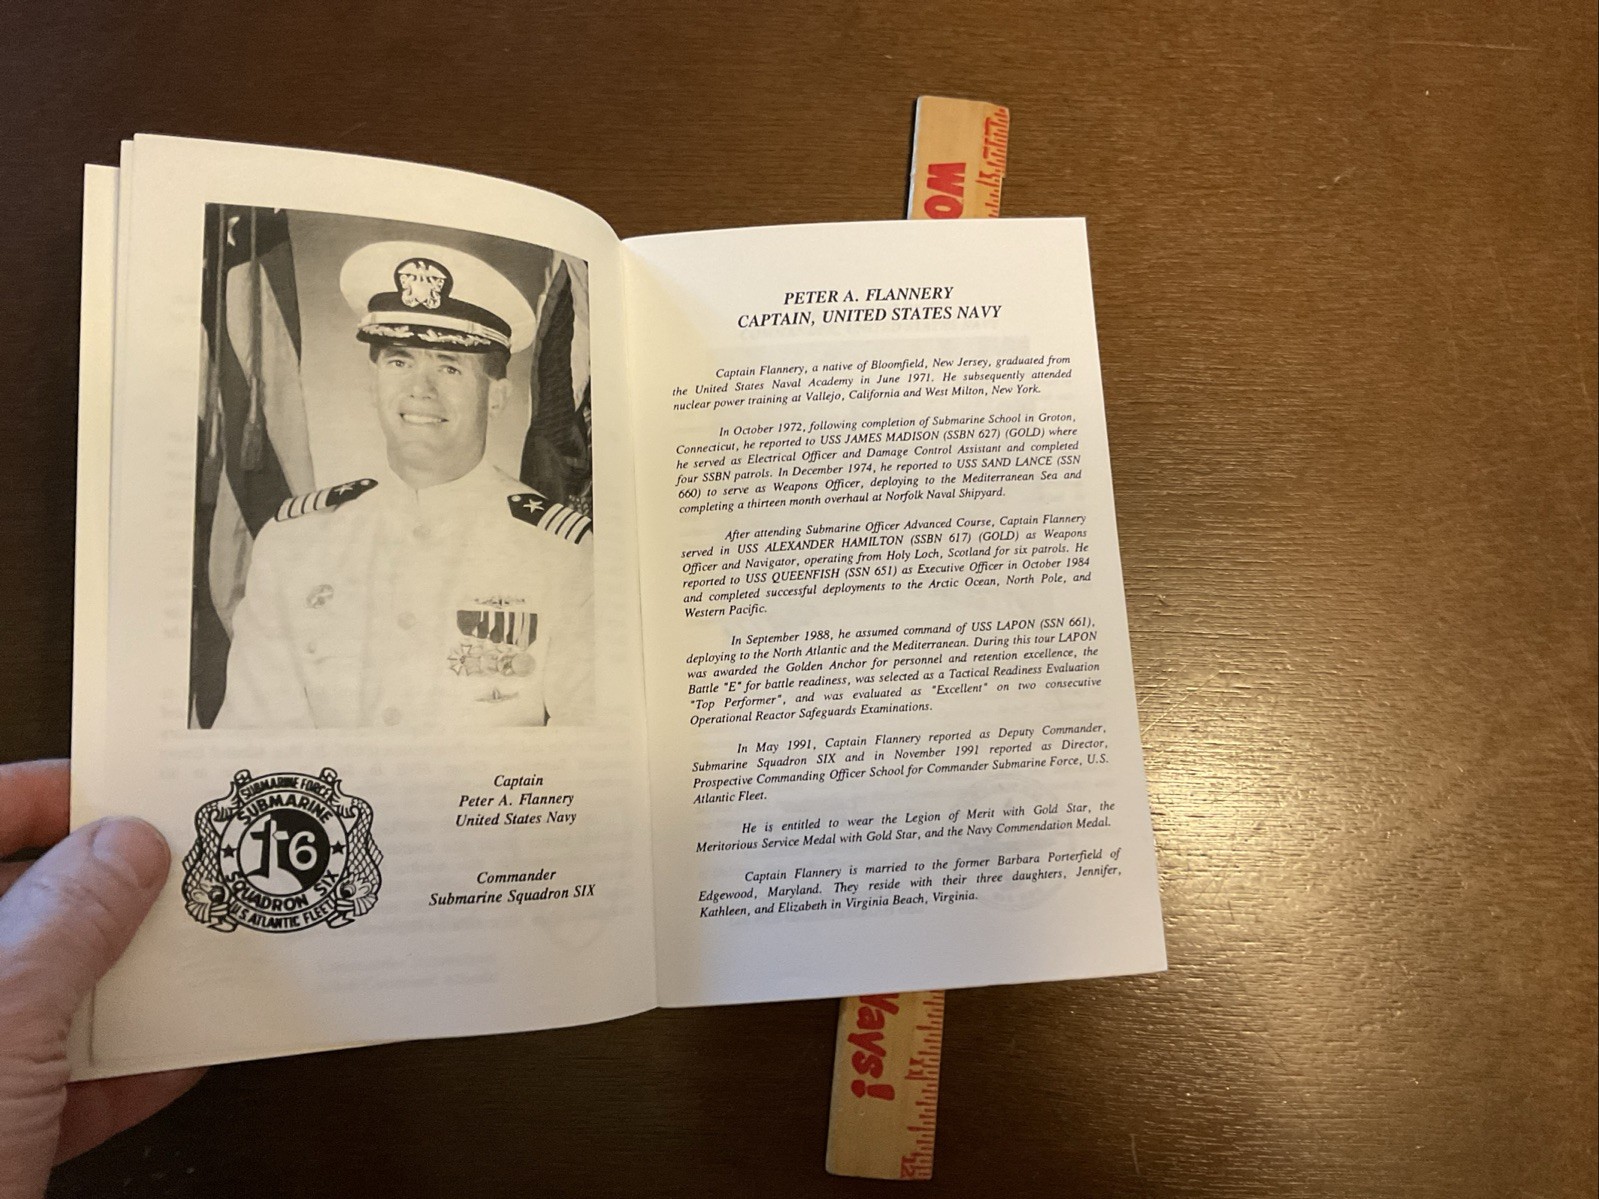 SUBMARINE FORCE
SUBMARINE
6
SQUADRON SIX
U.S. ATLANTIC FLEET
Captain
Peter A. Flannery
United States Navy
Commander
Submarine Squadron SIX
PETER A. FLANNERY
CAPTAIN, UNITED STATES NAVY
Captain Flannery, a native of Bloomfield, New Jersey, graduated from
the United States Naval Academy in June 1971. He subsequently attended
nuclear power training at Vallejo, California and West Milton, New York.
In October 1972, following completion of Submarine School in Groton,
Connecticut, he reported to USS JAMES MADISON (SSBN 627) (GOLD) where
he served as Electrical Officer and Damage Control Assistant and completed
four SSBN patrols. In December 1974, he reported to USS SAND LANCE (SSN
660) to serve as Weapons Officer, deploying to the Mediterranean Sea and
completing a thirteen month overhaul at Norfolk Naval Shipyard.
After attending Submarine Officer Advanced Course, Captain Flannery
served in USS ALEXANDER HAMILTON (SSBN 617) (GOLD) as Weapons
Officer and Navigator, operating from Holy Loch, Scotland for six patrols. He
reported to USS QUEENFISH (SSN 651) as Executive Officer in October 1984
and completed successful deployments to the Arctic Ocean, North Pole, and
Western Pacific.
In September 1988, he assumed command of USS LAPON (SSN 661),
deploying to the North Atlantic and the Mediterranean. During this tour LAPON
was awarded the Golden Anchor for personnel and retention excellence, the
Battle "E" for battle readiness, was selected as a Tactical Readiness Evaluation
"Top Performer", and was evaluated as "Excellent" on two consecutive
Operational Reactor Safeguards Examinations.
In May 1991, Captain Flannery reported as Deputy Commander,
Submarine Squadron SIX and in November 1991 reported as Director,
Prospective Commanding Officer School for Commander Submarine Force, U.S.
Atlantic Fleet.
He is entitled to wear the Legion of Merit with Gold Star, the
Meritorious Service Medal with Gold Star, and the Navy Commendation Medal.
Captain Flannery is married to the former Barbara Porterfield of
Edgewood, Maryland. They reside with their three daughters, Jennifer,
Kathleen, and Elizabeth in Virginia Beach, Virginia.
WO
Ways!
11
12